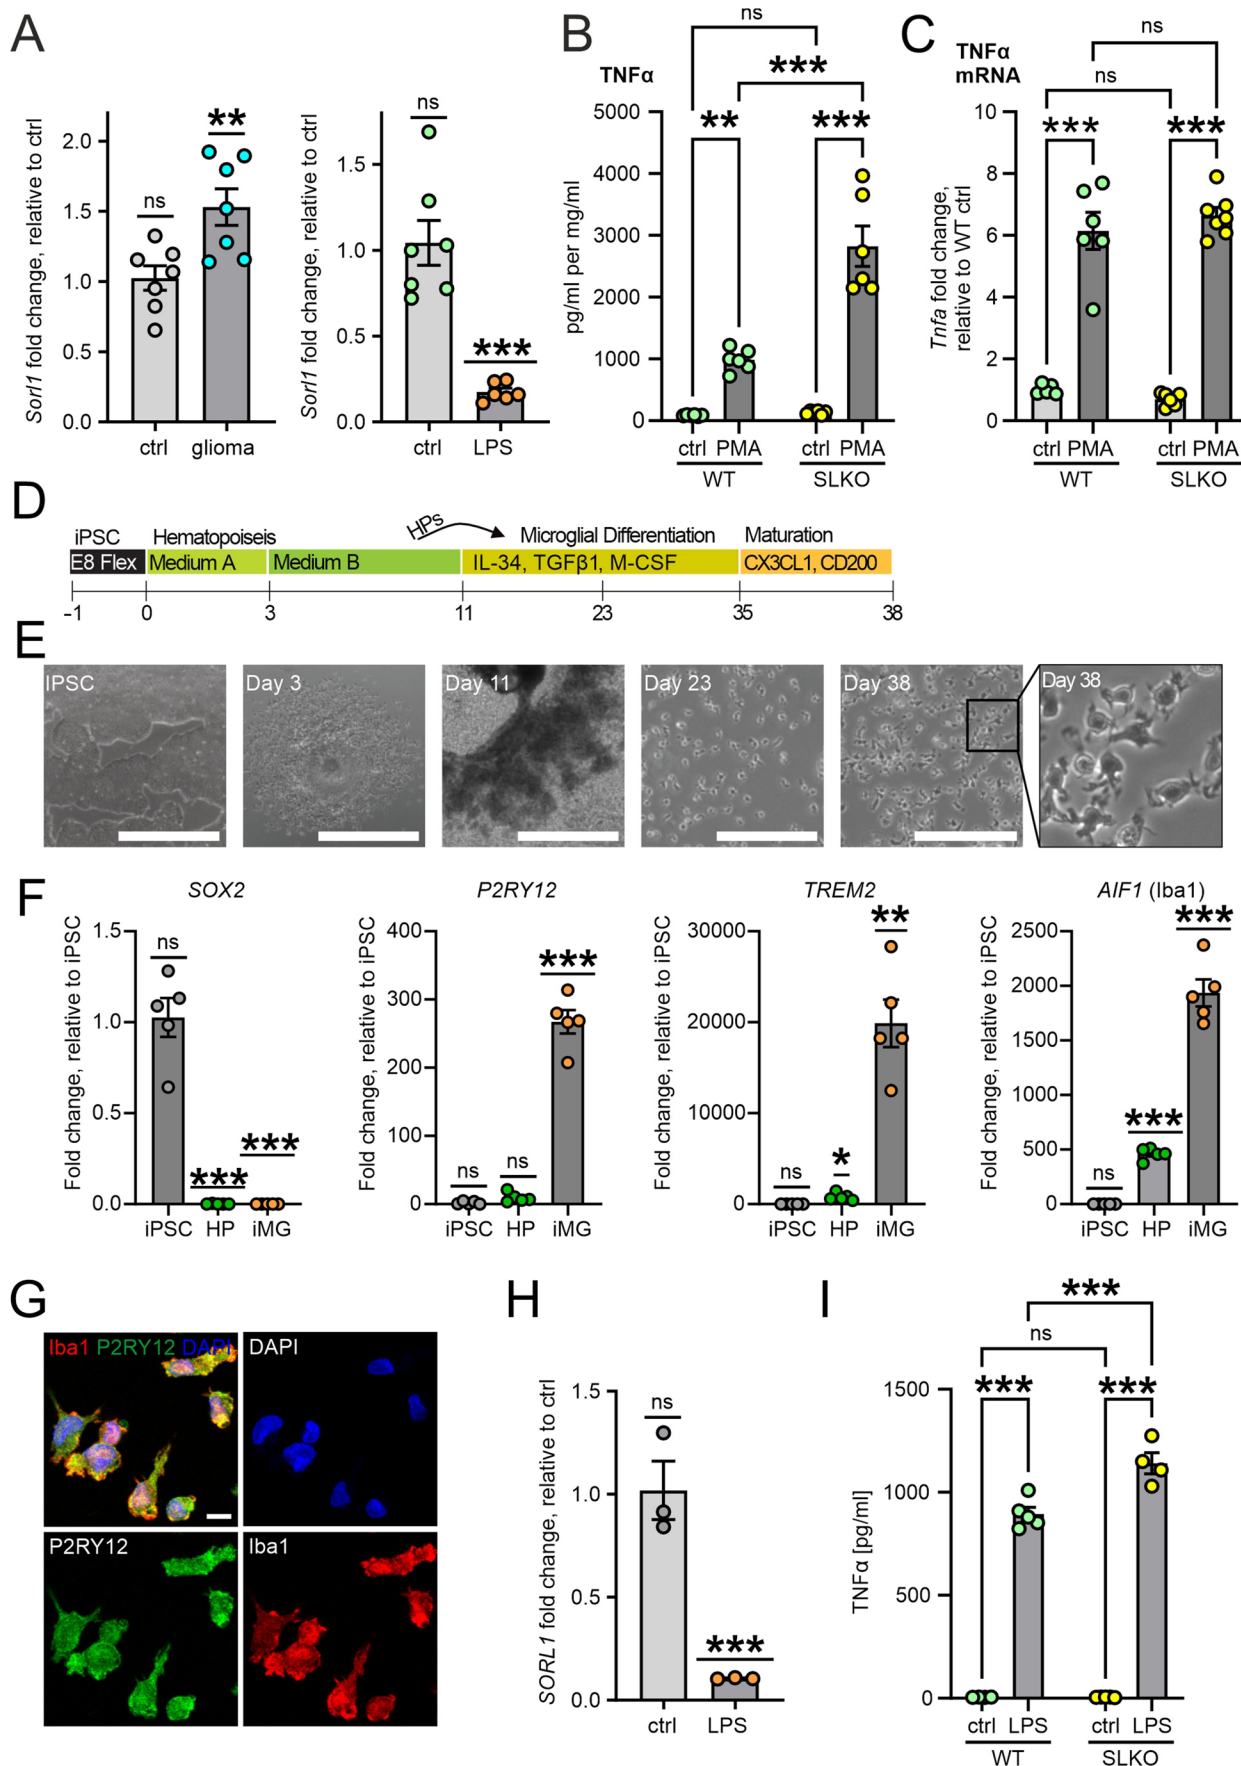 A
Sorl1 fold change, relative to ctrl
2.0
1.5
1.0
0.5
0.0
ns
**
ctrl
glioma
Sorl1 fold change, relative to ctrl
1.5
1.0
0.5
0.0
ns
***
ctrl
LPS
B
TNFα
pg/ml per mg/ml
5000
4000
3000
2000
1000
0
ns
***
**
***
ctrl PMA
ctrl PMA
WT
SLKO
C
TNFα
mRNA
Tnfa fold change,
relative to WT ctrl
10
8
6
4
2
0
ns
ns
***
***
ctrl PMA
ctrl PMA
WT
SLKO
D
iPSC
Hematopoiseis
HPs
Microglial Differentiation
Maturation
E8 Flex
Medium A
Medium B
IL-34, TGFβ1, M-CSF
CX3CL1, CD200
−1
0
3
11
23
35
38
E
IPSC
Day 3
Day 11
Day 23
Day 38
Day 38
F
SOX2
Fold change, relative to iPSC
1.5
1.0
0.5
0.0
ns
***
***
iPSC
HP
iMG
P2RY12
Fold change, relative to iPSC
400
300
200
100
0
ns
ns
***
iPSC
HP
iMG
TREM2
Fold change, relative to iPSC
30000
20000
10000
0
ns
*
**
iPSC
HP
iMG
AIF1 (Iba1)
Fold change, relative to iPSC
2500
2000
1500
1000
500
0
ns
***
***
iPSC
HP
iMG
G
Iba1 P2RY12 DAPI
DAPI
P2RY12
Iba1
H
SORL1 fold change, relative to ctrl
1.5
1.0
0.5
0.0
ns
***
ctrl
LPS
I
TNFα [pg/ml]
1500
1000
500
0
***
ns
***
***
ctrl LPS
ctrl LPS
WT
SLKO